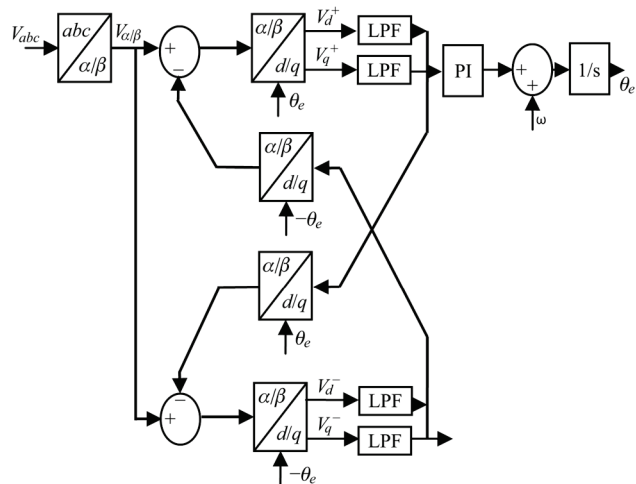 V_abc
abc
α/β
V_α/β
+
−
α/β
d/q
θ_e
V_d^+
V_q^+
LPF
LPF
PI
+
+
ω
1/s
θ_e
α/β
d/q
−θ_e
α/β
d/q
θ_e
−
+
α/β
d/q
−θ_e
V_d^−
V_q^−
LPF
LPF